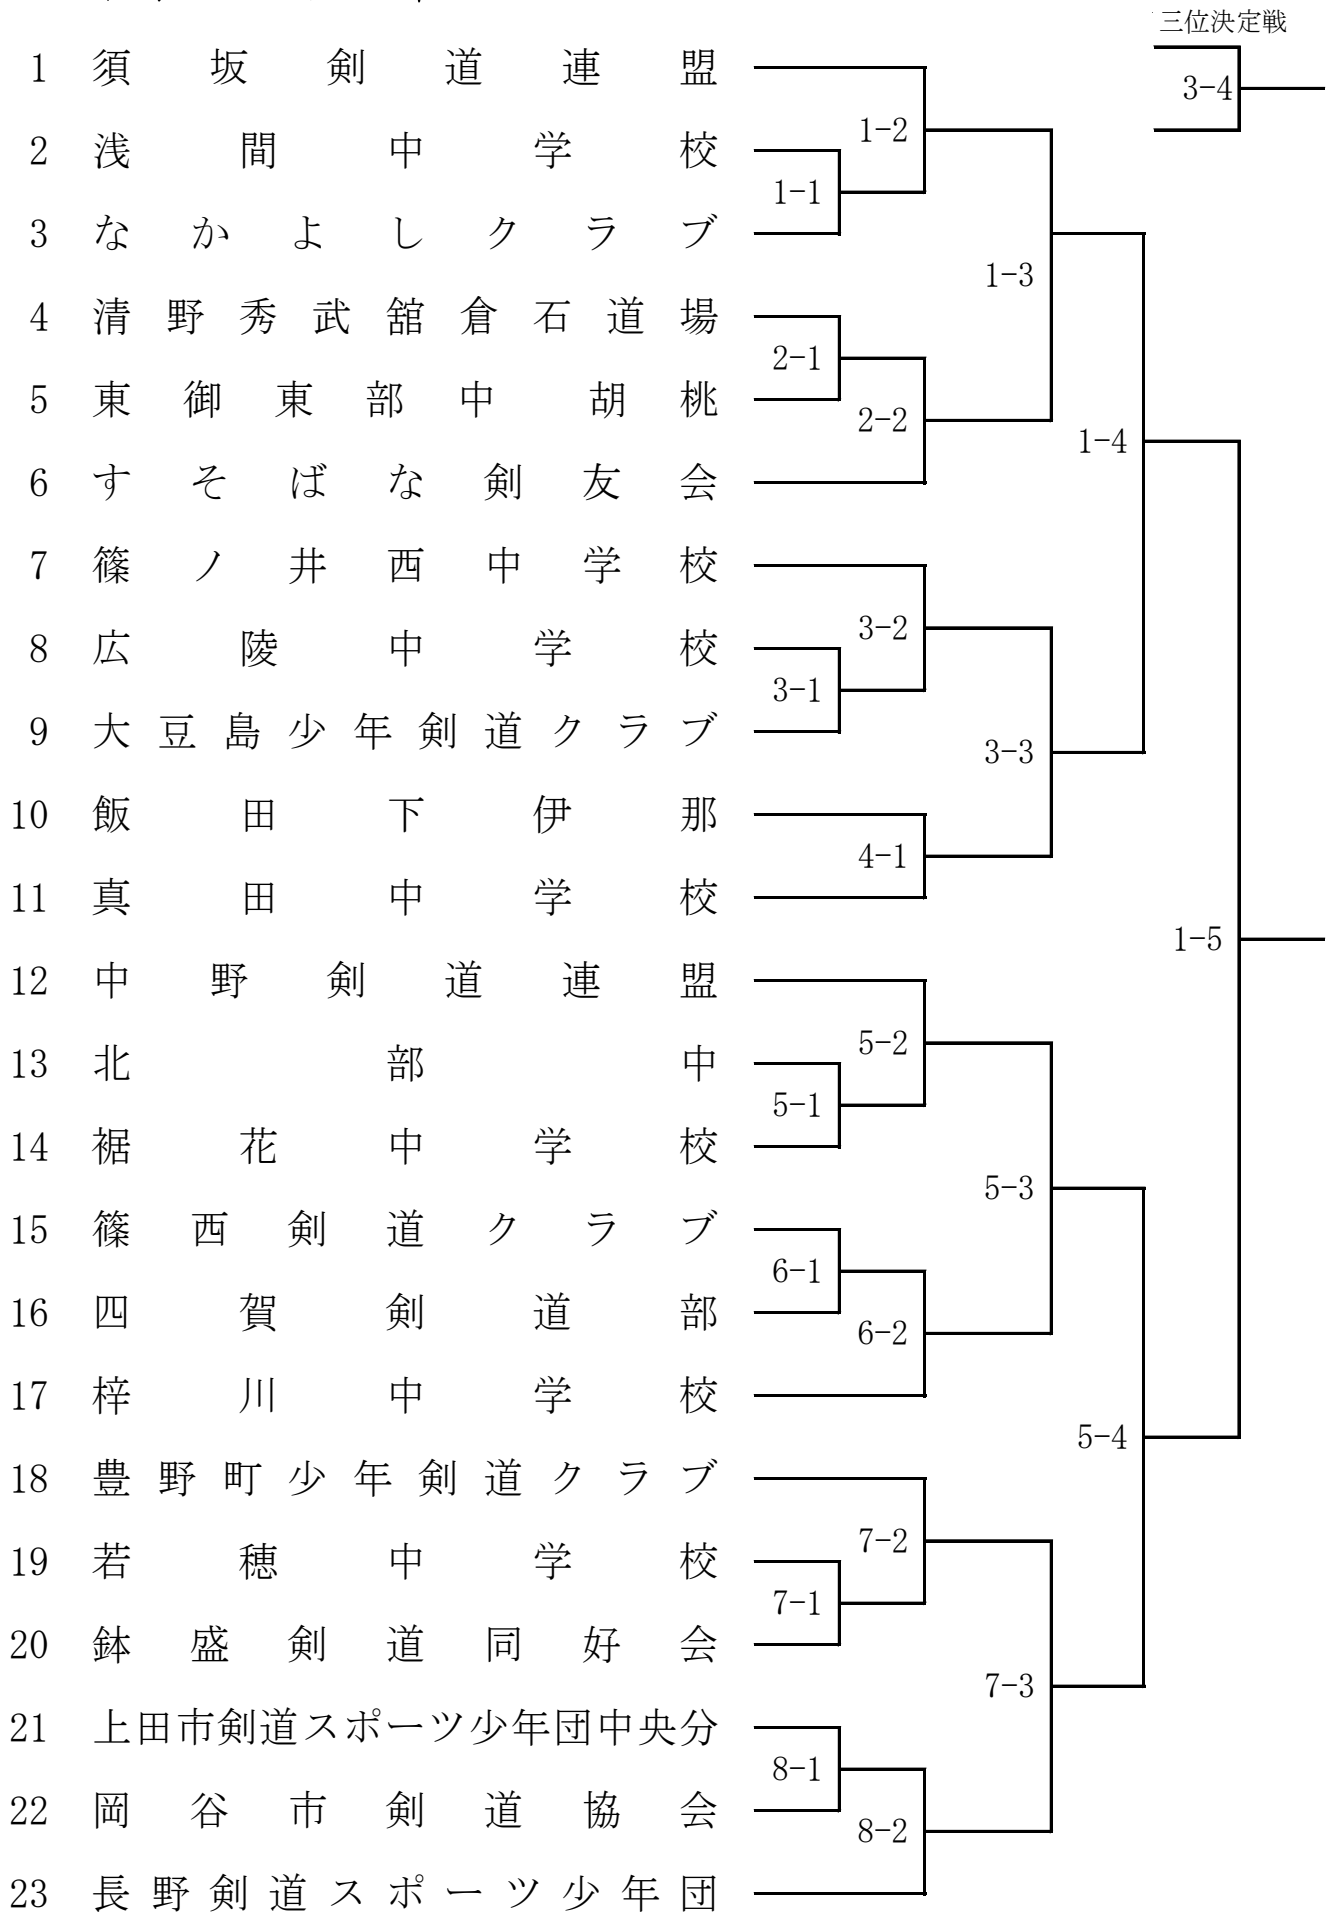 三位決定戦
3-4
1 須坂剣道連盟
1-2
2 浅間中学校
1-1
3 なかよしクラブ
1-3
4 清野秀武舘倉石道場
2-1
5 東御東部中 胡桃
2-2
1-4
6 すそばな剣友会
7 篠ノ井西中学校
3-2
8 広陵中学校
3-1
9 大豆島少年剣道クラブ
3-3
10 飯田下伊那
4-1
11 真田中学校
1-5
12 中野剣道連盟
5-2
13 北部中
5-1
14 裾花中学校
5-3
15 篠西剣道クラブ
6-1
16 四賀剣道部
6-2
17 梓川中学校
5-4
18 豊野町少年剣道クラブ
7-2
19 若穂中学校
7-1
20 鉢盛剣道同好会
7-3
21 上田市剣道スポーツ少年団中央分
8-1
22 岡谷市剣道協会
8-2
23 長野剣道スポーツ少年団